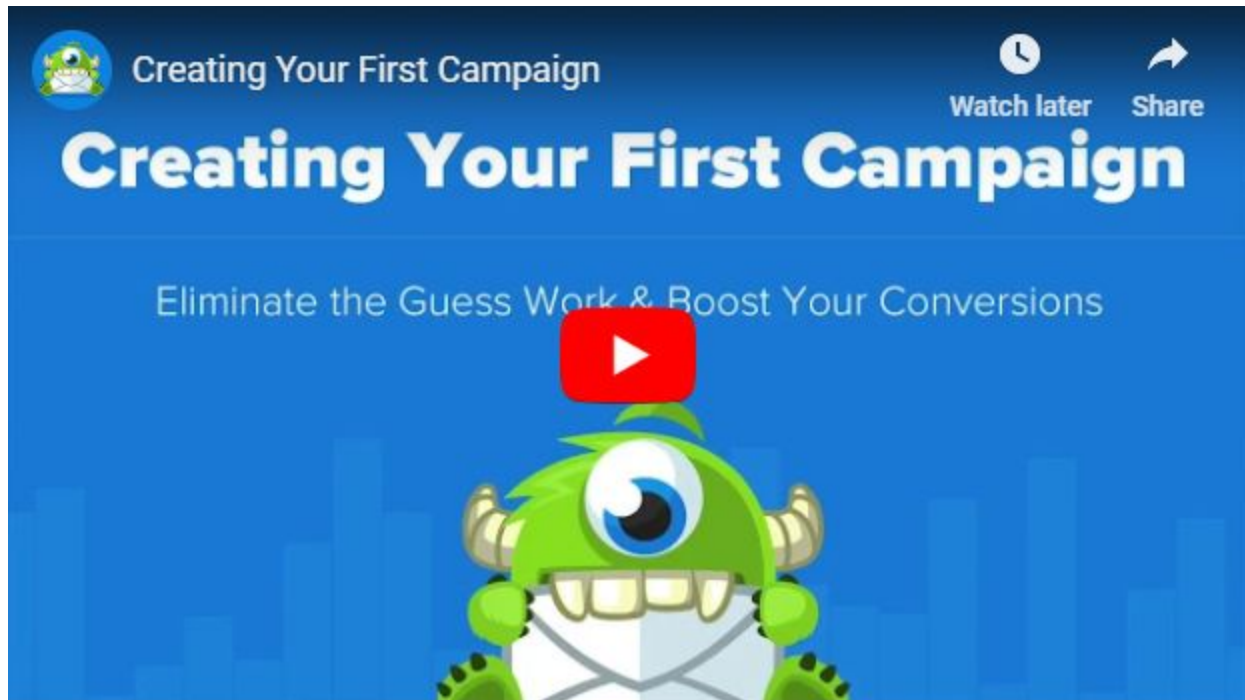 Creating Your First Campaign
Watch later
Share
Creating Your First Campaign
Eliminate the Guess Work & Boost Your Conversions